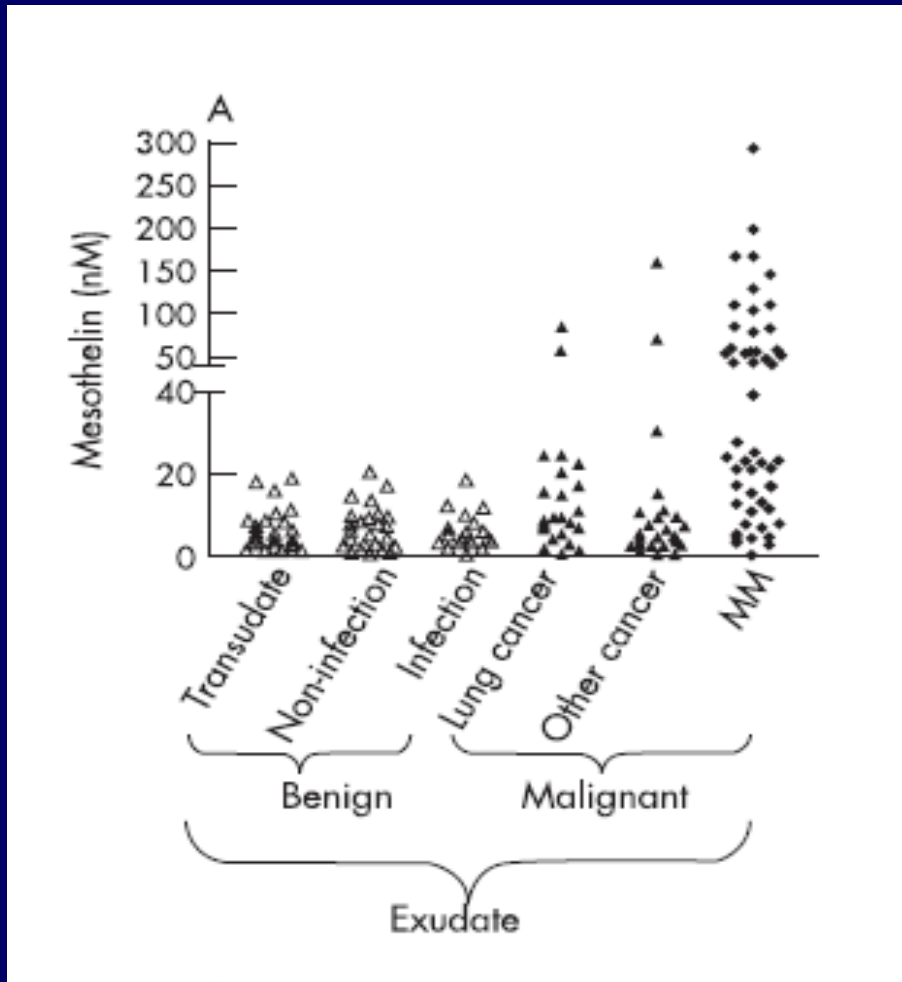 A
300
250
200
150
100
50
40
20
0
Mesothelin (nM)
Transudate
Non-infection
Infection
Lung cancer
Other cancer
MM
Benign
Malignant
Exudate